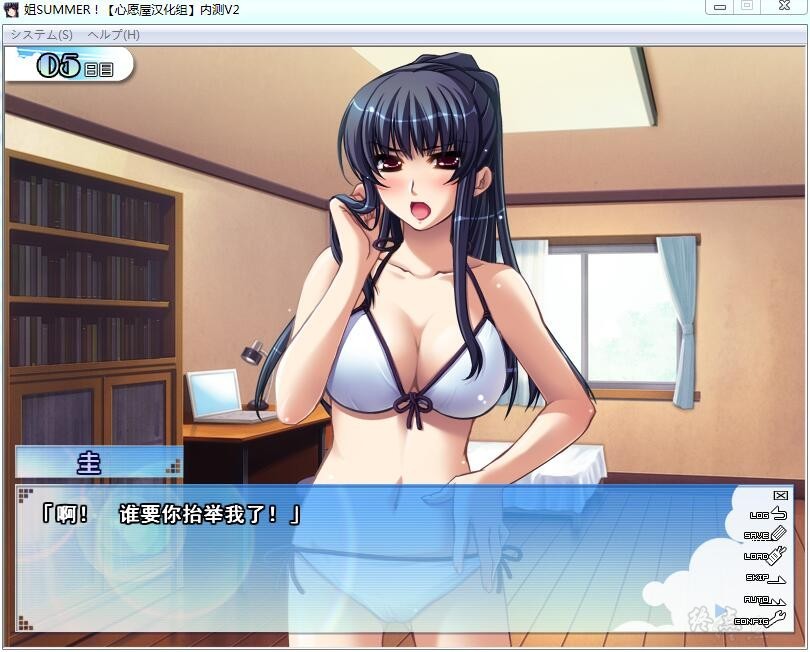 姐SUMMER！【心愿屋汉化组】内测V2
システム(S) ヘルプ(H)
05日目
圭
「啊！ 谁要你抬举我了！」
LOG
SAVE
LOAD
SKIP
AUTO
CONFIG